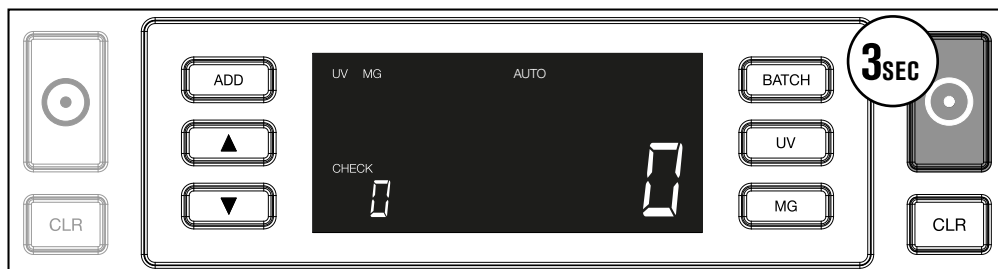 3SEC
ADD
UV MG AUTO
BATCH
▲
UV
CHECK
0 0
▼
MG
CLR
CLR